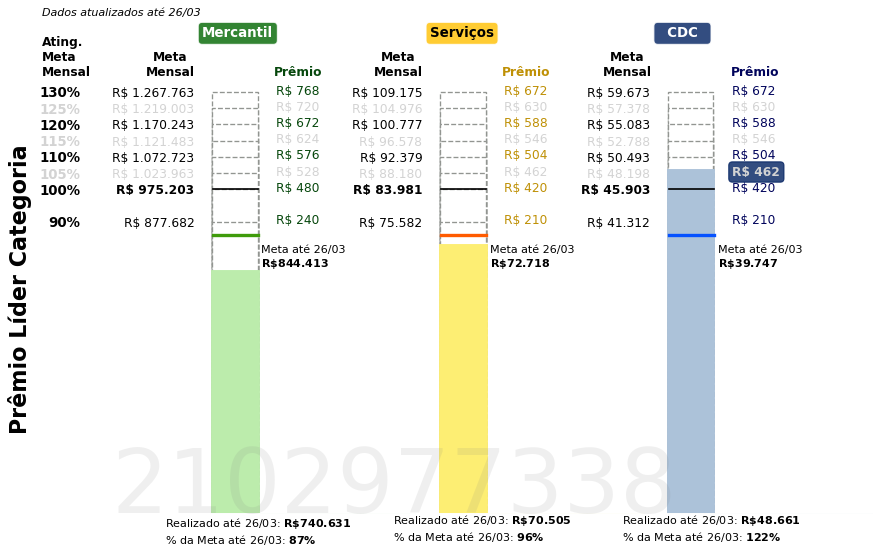 Dados atualizados até 26/03
Mercantil Serviços CDC
Ating. Meta Mensal Meta Mensal Prêmio Meta Mensal Prêmio Meta Mensal Prêmio
130% R$ 1.267.763 R$ 768 R$ 109.175 R$ 672 R$ 59.673 R$ 672
125% R$ 1.219.003 R$ 720 R$ 104.976 R$ 630 R$ 57.378 R$ 630
120% R$ 1.170.243 R$ 672 R$ 100.777 R$ 588 R$ 55.083 R$ 588
115% R$ 1.121.483 R$ 624 R$ 96.578 R$ 546 R$ 52.788 R$ 546
110% R$ 1.072.723 R$ 576 R$ 92.379 R$ 504 R$ 50.493 R$ 504
105% R$ 1.023.963 R$ 528 R$ 88.180 R$ 462 R$ 48.198 R$ 462
100% R$ 975.203 R$ 480 R$ 83.981 R$ 420 R$ 45.903 R$ 420
90% R$ 877.682 R$ 240 R$ 75.582 R$ 210 R$ 41.312 R$ 210
Meta até 26/03 Meta até 26/03 Meta até 26/03
R$844.413 R$72.718 R$39.747
Prêmio Líder Categoria
2102977338
Realizado até 26/03: R$740.631 Realizado até 26/03: R$70.505 Realizado até 26/03: R$48.661
% da Meta até 26/03: 87% % da Meta até 26/03: 96% % da Meta até 26/03: 122%